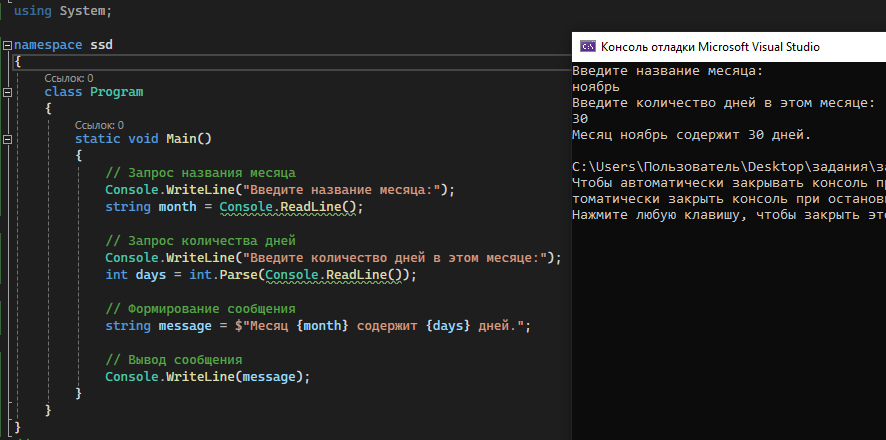 using System;
namespace ssd
{
Ссылок: 0
class Program
{
Ссылок: 0
static void Main()
{
// Запрос названия месяца
Console.WriteLine("Введите название месяца:");
string month = Console.ReadLine();
// Запрос количества дней
Console.WriteLine("Введите количество дней в этом месяце:");
int days = int.Parse(Console.ReadLine());
// Формирование сообщения
string message = $"Месяц {month} содержит {days} дней.";
// Вывод сообщения
Console.WriteLine(message);
}
}
}
Консоль отладки Microsoft Visual Studio
Введите название месяца:
ноябрь
Введите количество дней в этом месяце:
30
Месяц ноябрь содержит 30 дней.
C:\Users\Пользователь\Desktop\задания\за
Чтобы автоматически закрывать консоль пр
томатически закрыть консоль при останов
Нажмите любую клавишу, чтобы закрыть это